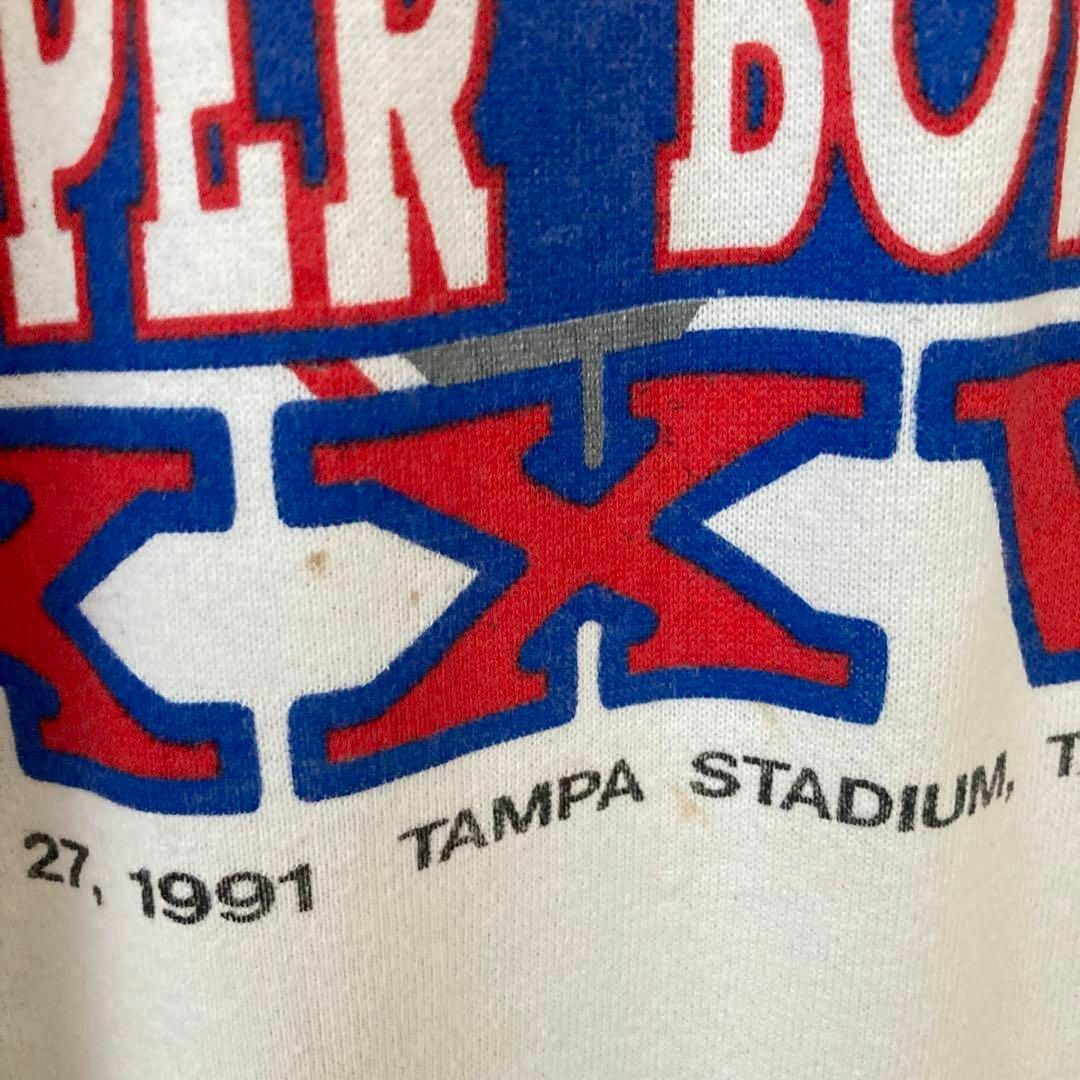 PER BO
XXV
27, 1991 TAMPA STADIUM, T